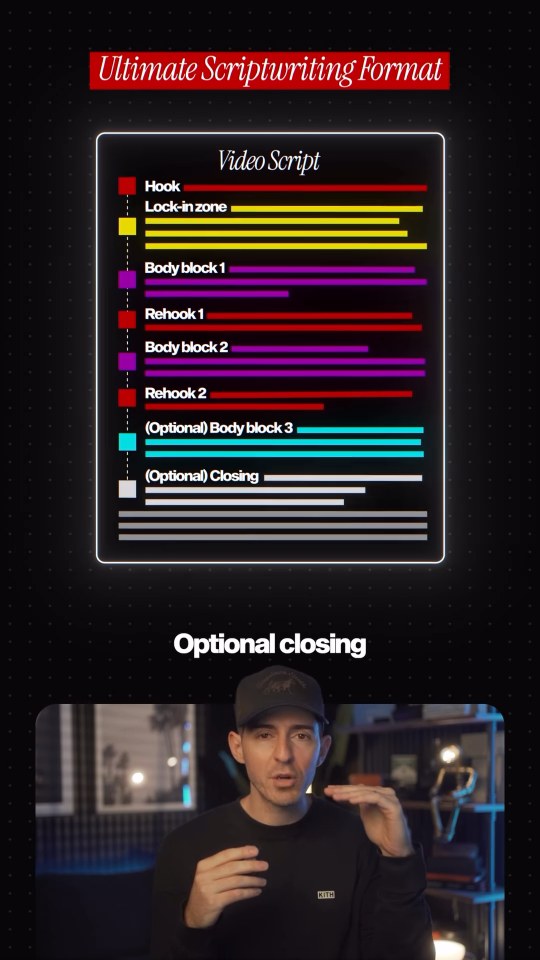 Ultimate Scriptwriting Format
Video Script
Hook
Lock-in zone
Body block 1
Rehook 1
Body block 2
Rehook 2
(Optional) Body block 3
(Optional) Closing
Optional closing
KITH